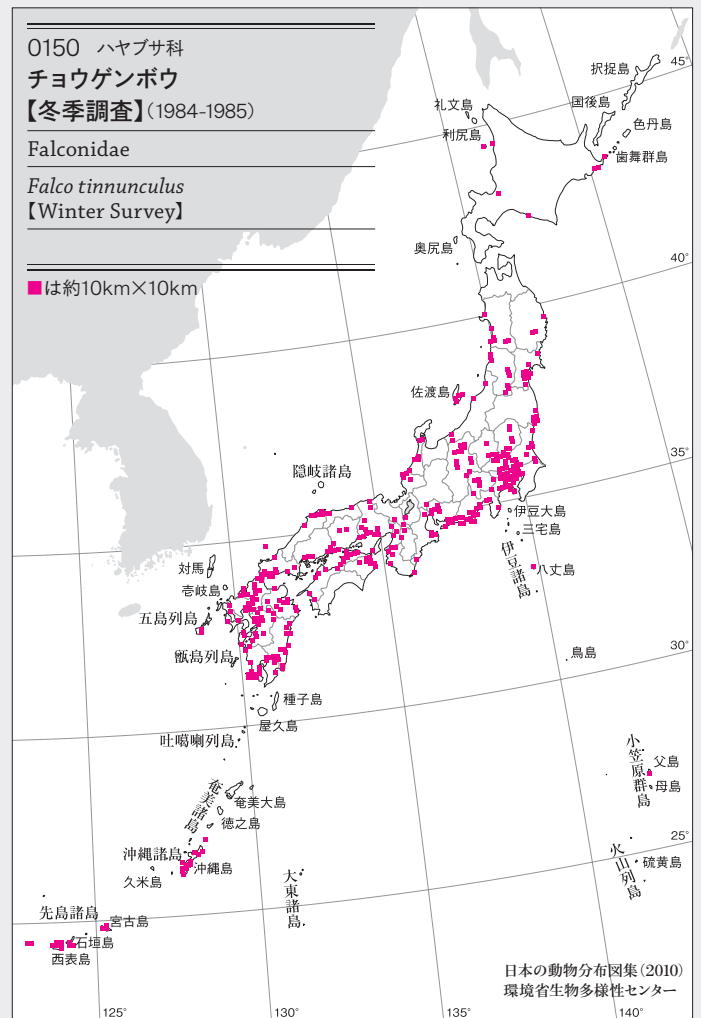 0150 ハヤブサ科
チョウゲンボウ
【冬季調査】(1984-1985)
Falconidae
Falco tinnunculus
【Winter Survey】
■は約10km×10km
45°
択捉島
国後島
礼文島
色丹島
利尻島
歯舞群島
奥尻島
40°
佐渡島
35°
隠岐諸島
伊豆大島
三宅島
伊豆諸島
八丈島
対馬
壱岐島
五島列島
甑島列島
鳥島
30°
種子島
屋久島
吐噶喇列島
小笠原群島
父島
母島
奄美諸島
奄美大島
徳之島
25°
沖縄諸島
沖縄島
久米島
火山列島
硫黄島
大東諸島
先島諸島
宮古島
石垣島
西表島
日本の動物分布図集(2010)
環境省生物多様性センター
125°
130°
135°
140°